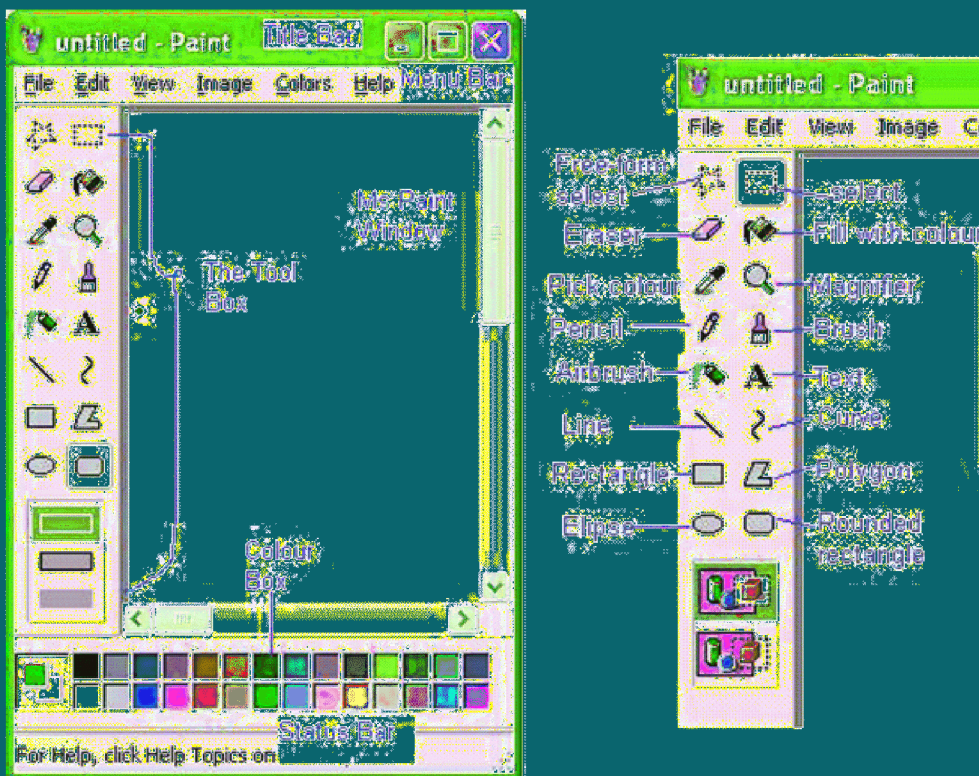 untitled - Paint
Title Bar
File Edit View Image Colors Help
Menu Bar
Ms Paint
Window
The Tool
Box
Colour
Box
Status Bar
For Help, click Help Topics on
untitled - Paint
File Edit View Image C
Free-form
select
select
Eraser
Fill with colour
Pick colour
Magnifier
Pencil
Brush
Airbrush
Text
Line
Curve
Rectangle
Polygon
Elipse
Rounded
rectangle